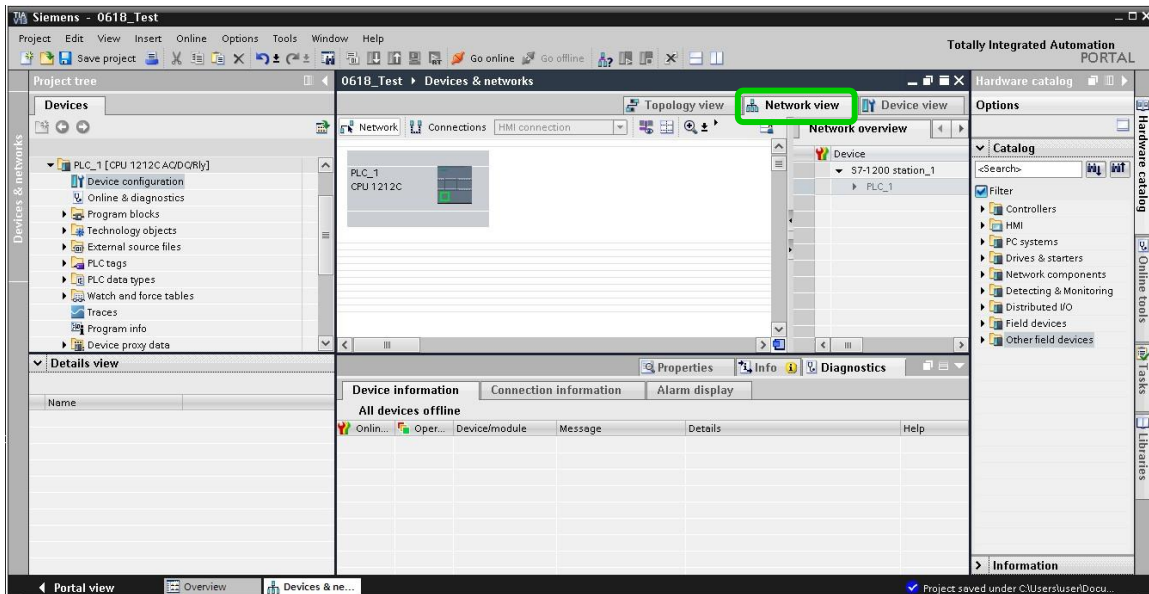 Siemens - 0618_Test
Project Edit View Insert Online Options Tools Window Help
Totally Integrated Automation
PORTAL
Save project
Go online
Go offline
Project tree
Devices
Devices & networks
PLC_1 [CPU 1212C AC/DC/Rly]
Device configuration
Online & diagnostics
Program blocks
Technology objects
External source files
PLC tags
PLC data types
Watch and force tables
Traces
Program info
Device proxy data
Details view
Name
0618_Test
Devices & networks
Topology view
Network view
Device view
Network
Connections
HMI connection
PLC_1
CPU 1212C
Network overview
Device
S7-1200 station_1
PLC_1
Properties
Info
Diagnostics
Device information
Connection information
Alarm display
All devices offline
Onlin...
Oper...
Device/module
Message
Details
Help
Hardware catalog
Options
Catalog
<Search>
Filter
Controllers
HMI
PC systems
Drives & starters
Network components
Detecting & Monitoring
Distributed I/O
Field devices
Other field devices
Information
Hardware catalog
Online tools
Tasks
Libraries
Portal view
Overview
Devices & ne...
Project saved under C:\Users\user\Docu...